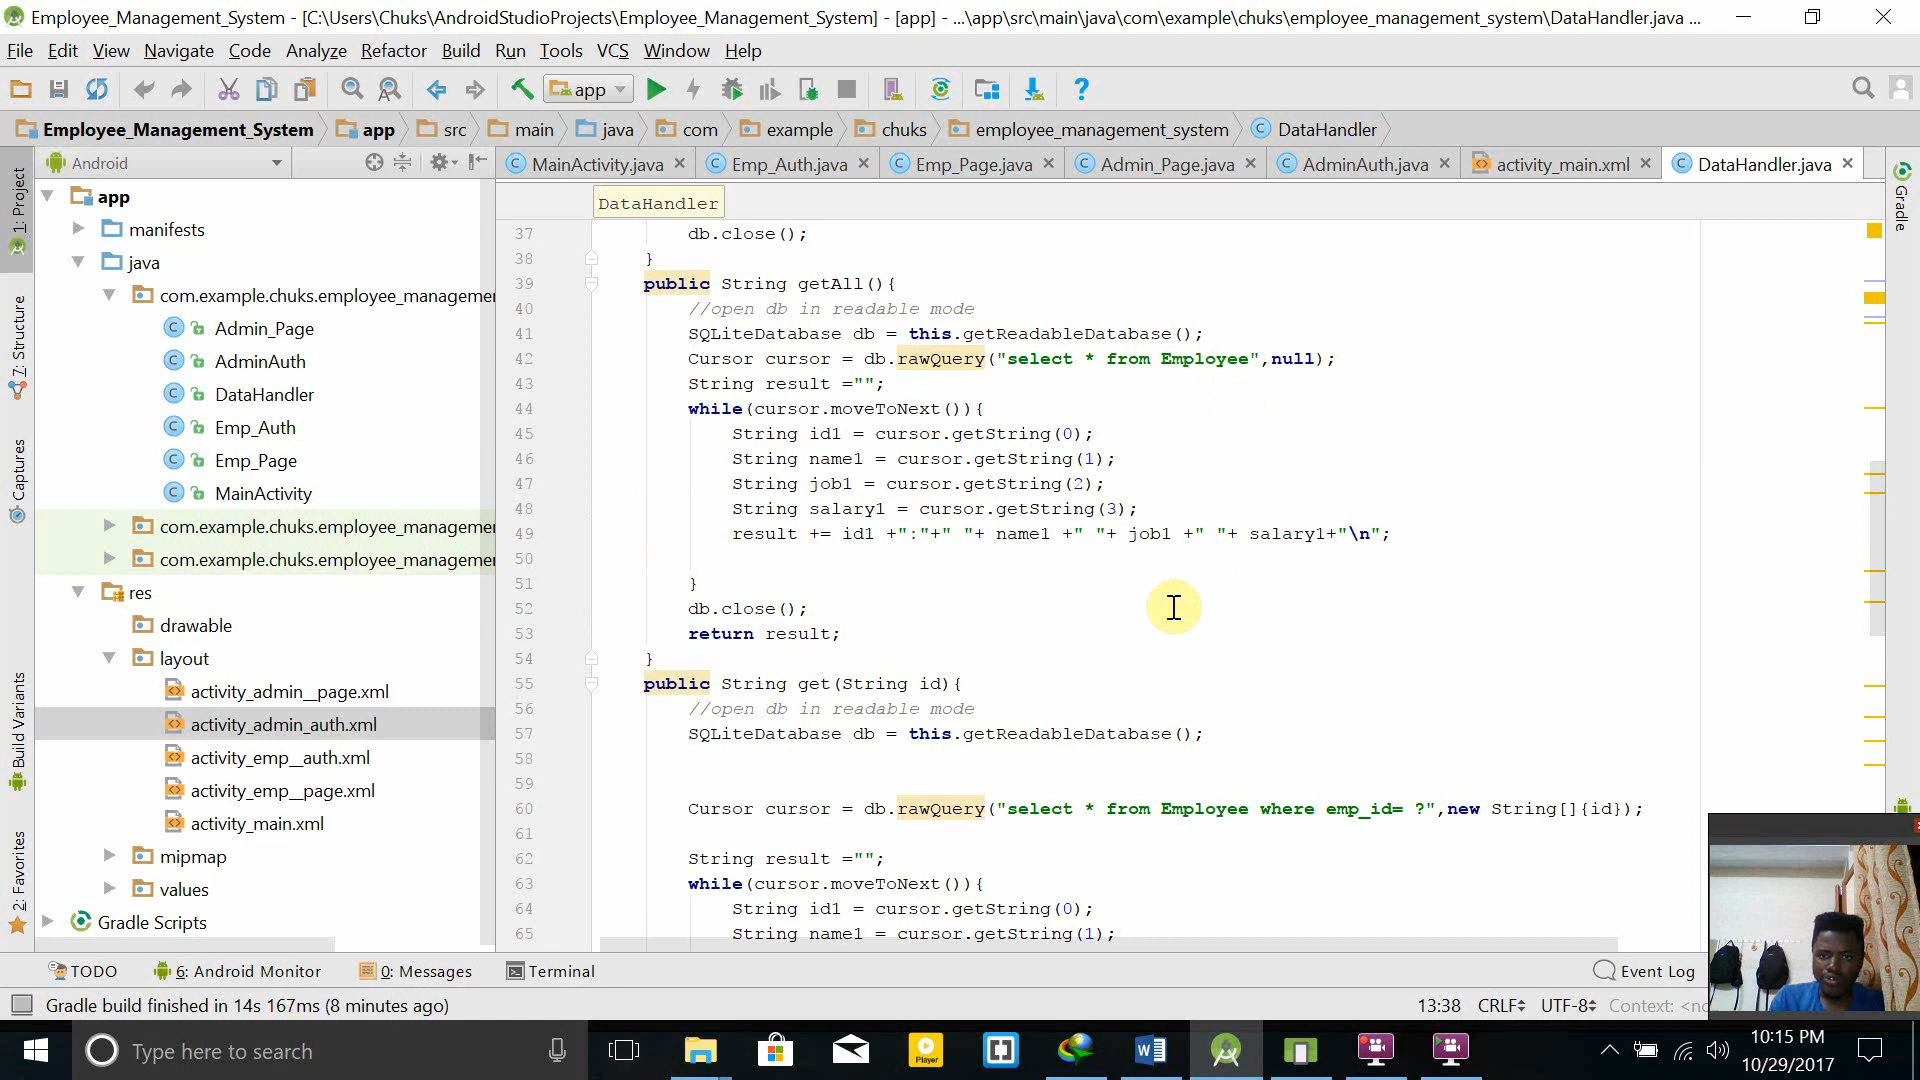 Employee_Management_System - [C:\Users\Chuks\AndroidStudioProjects\Employee_Management_System] - [app] - ...\app\src\main\java\com\example\chuks\employee_management_system\DataHandler.java ...
File Edit View Navigate Code Analyze Refactor Build Run Tools VCS Window Help
app
Employee_Management_System app src main java com example chuks employee_management_system DataHandler
Android
MainActivity.java Emp_Auth.java Emp_Page.java Admin_Page.java AdminAuth.java activity_main.xml DataHandler.java
1: Project
7: Structure
Captures
Build Variants
2: Favorites
Gradle
app
manifests
java
com.example.chuks.employee_manageme
Admin_Page
AdminAuth
DataHandler
Emp_Auth
Emp_Page
MainActivity
com.example.chuks.employee_manageme
com.example.chuks.employee_manageme
res
drawable
layout
activity_admin__page.xml
activity_admin_auth.xml
activity_emp__auth.xml
activity_emp__page.xml
activity_main.xml
mipmap
values
Gradle Scripts
DataHandler
37 db.close();
38 }
39 public String getAll(){
40 //open db in readable mode
41 SQLiteDatabase db = this.getReadableDatabase();
42 Cursor cursor = db.rawQuery("select * from Employee",null);
43 String result ="";
44 while(cursor.moveToNext()){
45 String id1 = cursor.getString(0);
46 String name1 = cursor.getString(1);
47 String job1 = cursor.getString(2);
48 String salary1 = cursor.getString(3);
49 result += id1 +":"+" "+ name1 +" "+ job1 +" "+ salary1+"\n";
50
51 }
52 db.close();
53 return result;
54 }
55 public String get(String id){
56 //open db in readable mode
57 SQLiteDatabase db = this.getReadableDatabase();
58
59
60 Cursor cursor = db.rawQuery("select * from Employee where emp_id= ?",new String[]{id});
61
62 String result ="";
63 while(cursor.moveToNext()){
64 String id1 = cursor.getString(0);
65 String name1 = cursor.getString(1);
TODO 6: Android Monitor 0: Messages Terminal Event Log
Gradle build finished in 14s 167ms (8 minutes ago) 13:38 CRLF UTF-8 Context: <no
Type here to search
Player
10:15 PM
10/29/2017